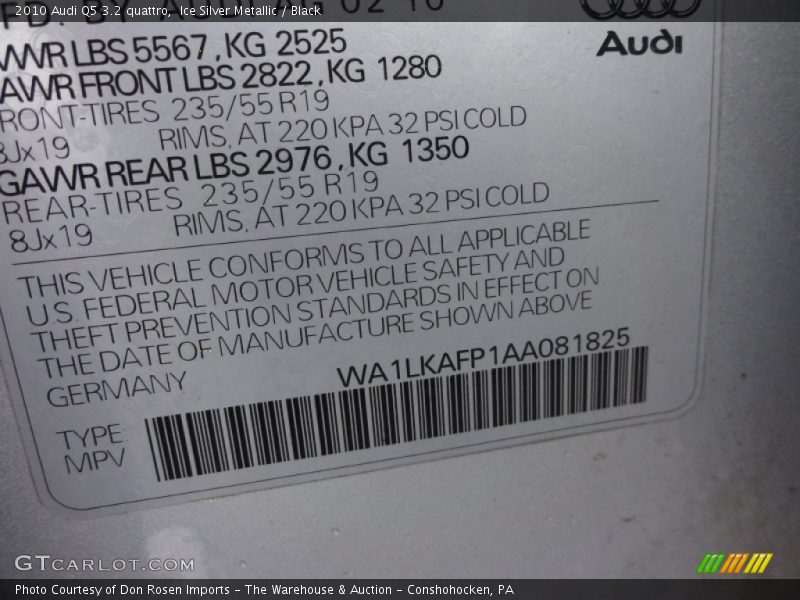 2010 Audi Q5 3.2 quattro, Ice Silver Metallic / Black
Audi
WR LBS 5567, KG 2525
AWR FRONT LBS 2822, KG 1280
RONT-TIRES 235/55 R19
8Jx19 RIMS, AT 220 KPA 32 PSI COLD
GAWR REAR LBS 2976, KG 1350
REAR-TIRES 235/55 R19
8Jx19 RIMS, AT 220 KPA 32 PSI COLD
THIS VEHICLE CONFORMS TO ALL APPLICABLE
U.S. FEDERAL MOTOR VEHICLE SAFETY AND
THEFT PREVENTION STANDARDS IN EFFECT ON
THE DATE OF MANUFACTURE SHOWN ABOVE
GERMANY WA1LKAFP1AA081825
TYPE:
MPV
GTCARLOT.COM
Photo Courtesy of Don Rosen Imports - The Warehouse & Auction - Conshohocken, PA